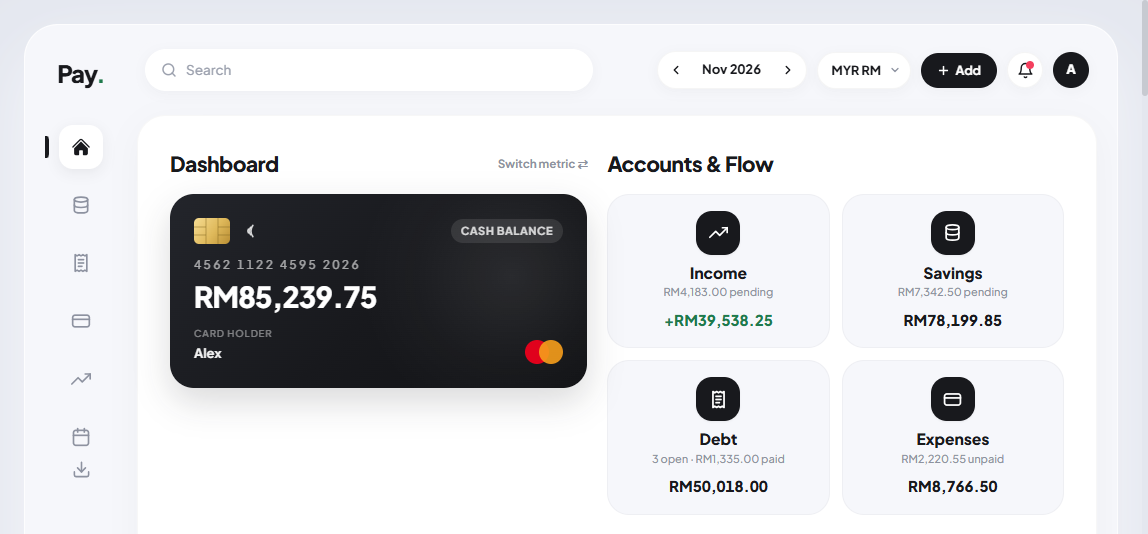 Pay.
Search
Nov 2026
MYR RM
+ Add
A
Dashboard
Switch metric ⇄
CASH BALANCE
4562 1122 4595 2026
RM85,239.75
CARD HOLDER
Alex
Accounts & Flow
Income
RM4,183.00 pending
+RM39,538.25
Savings
RM7,342.50 pending
RM78,199.85
Debt
3 open · RM1,335.00 paid
RM50,018.00
Expenses
RM2,220.55 unpaid
RM8,766.50